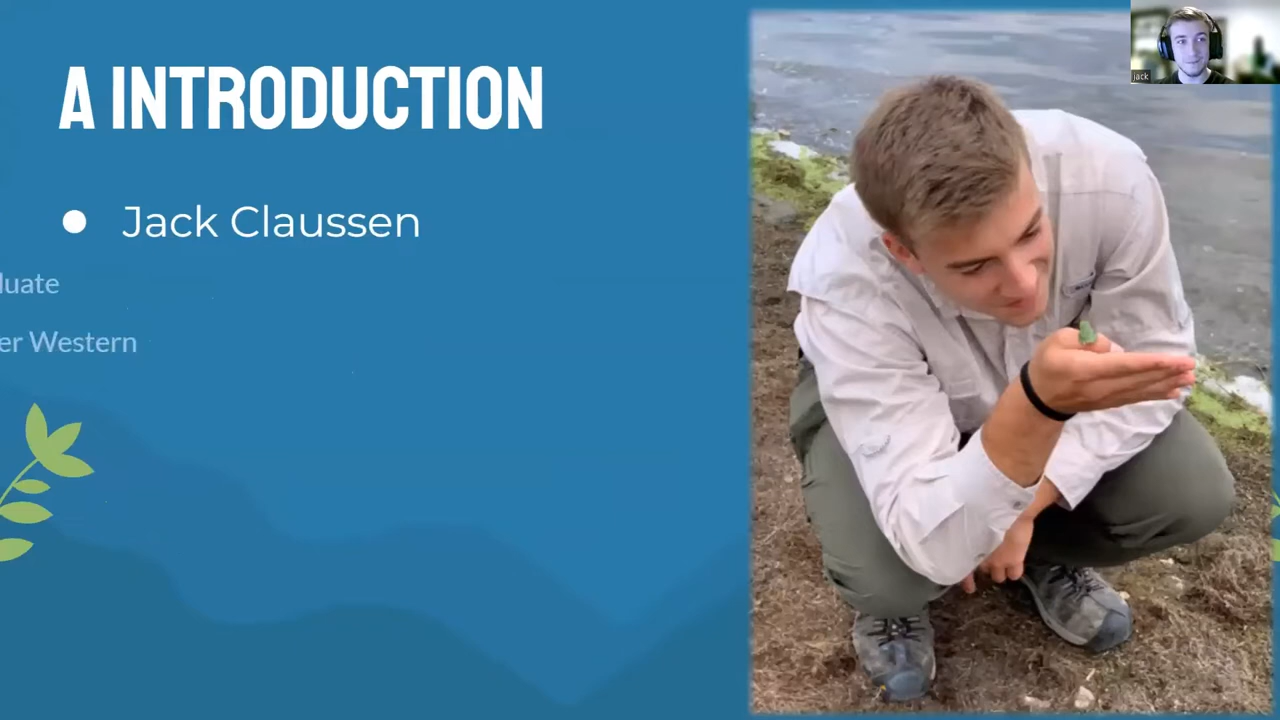 A INTRODUCTION
jack
● Jack Claussen
luate
er Western